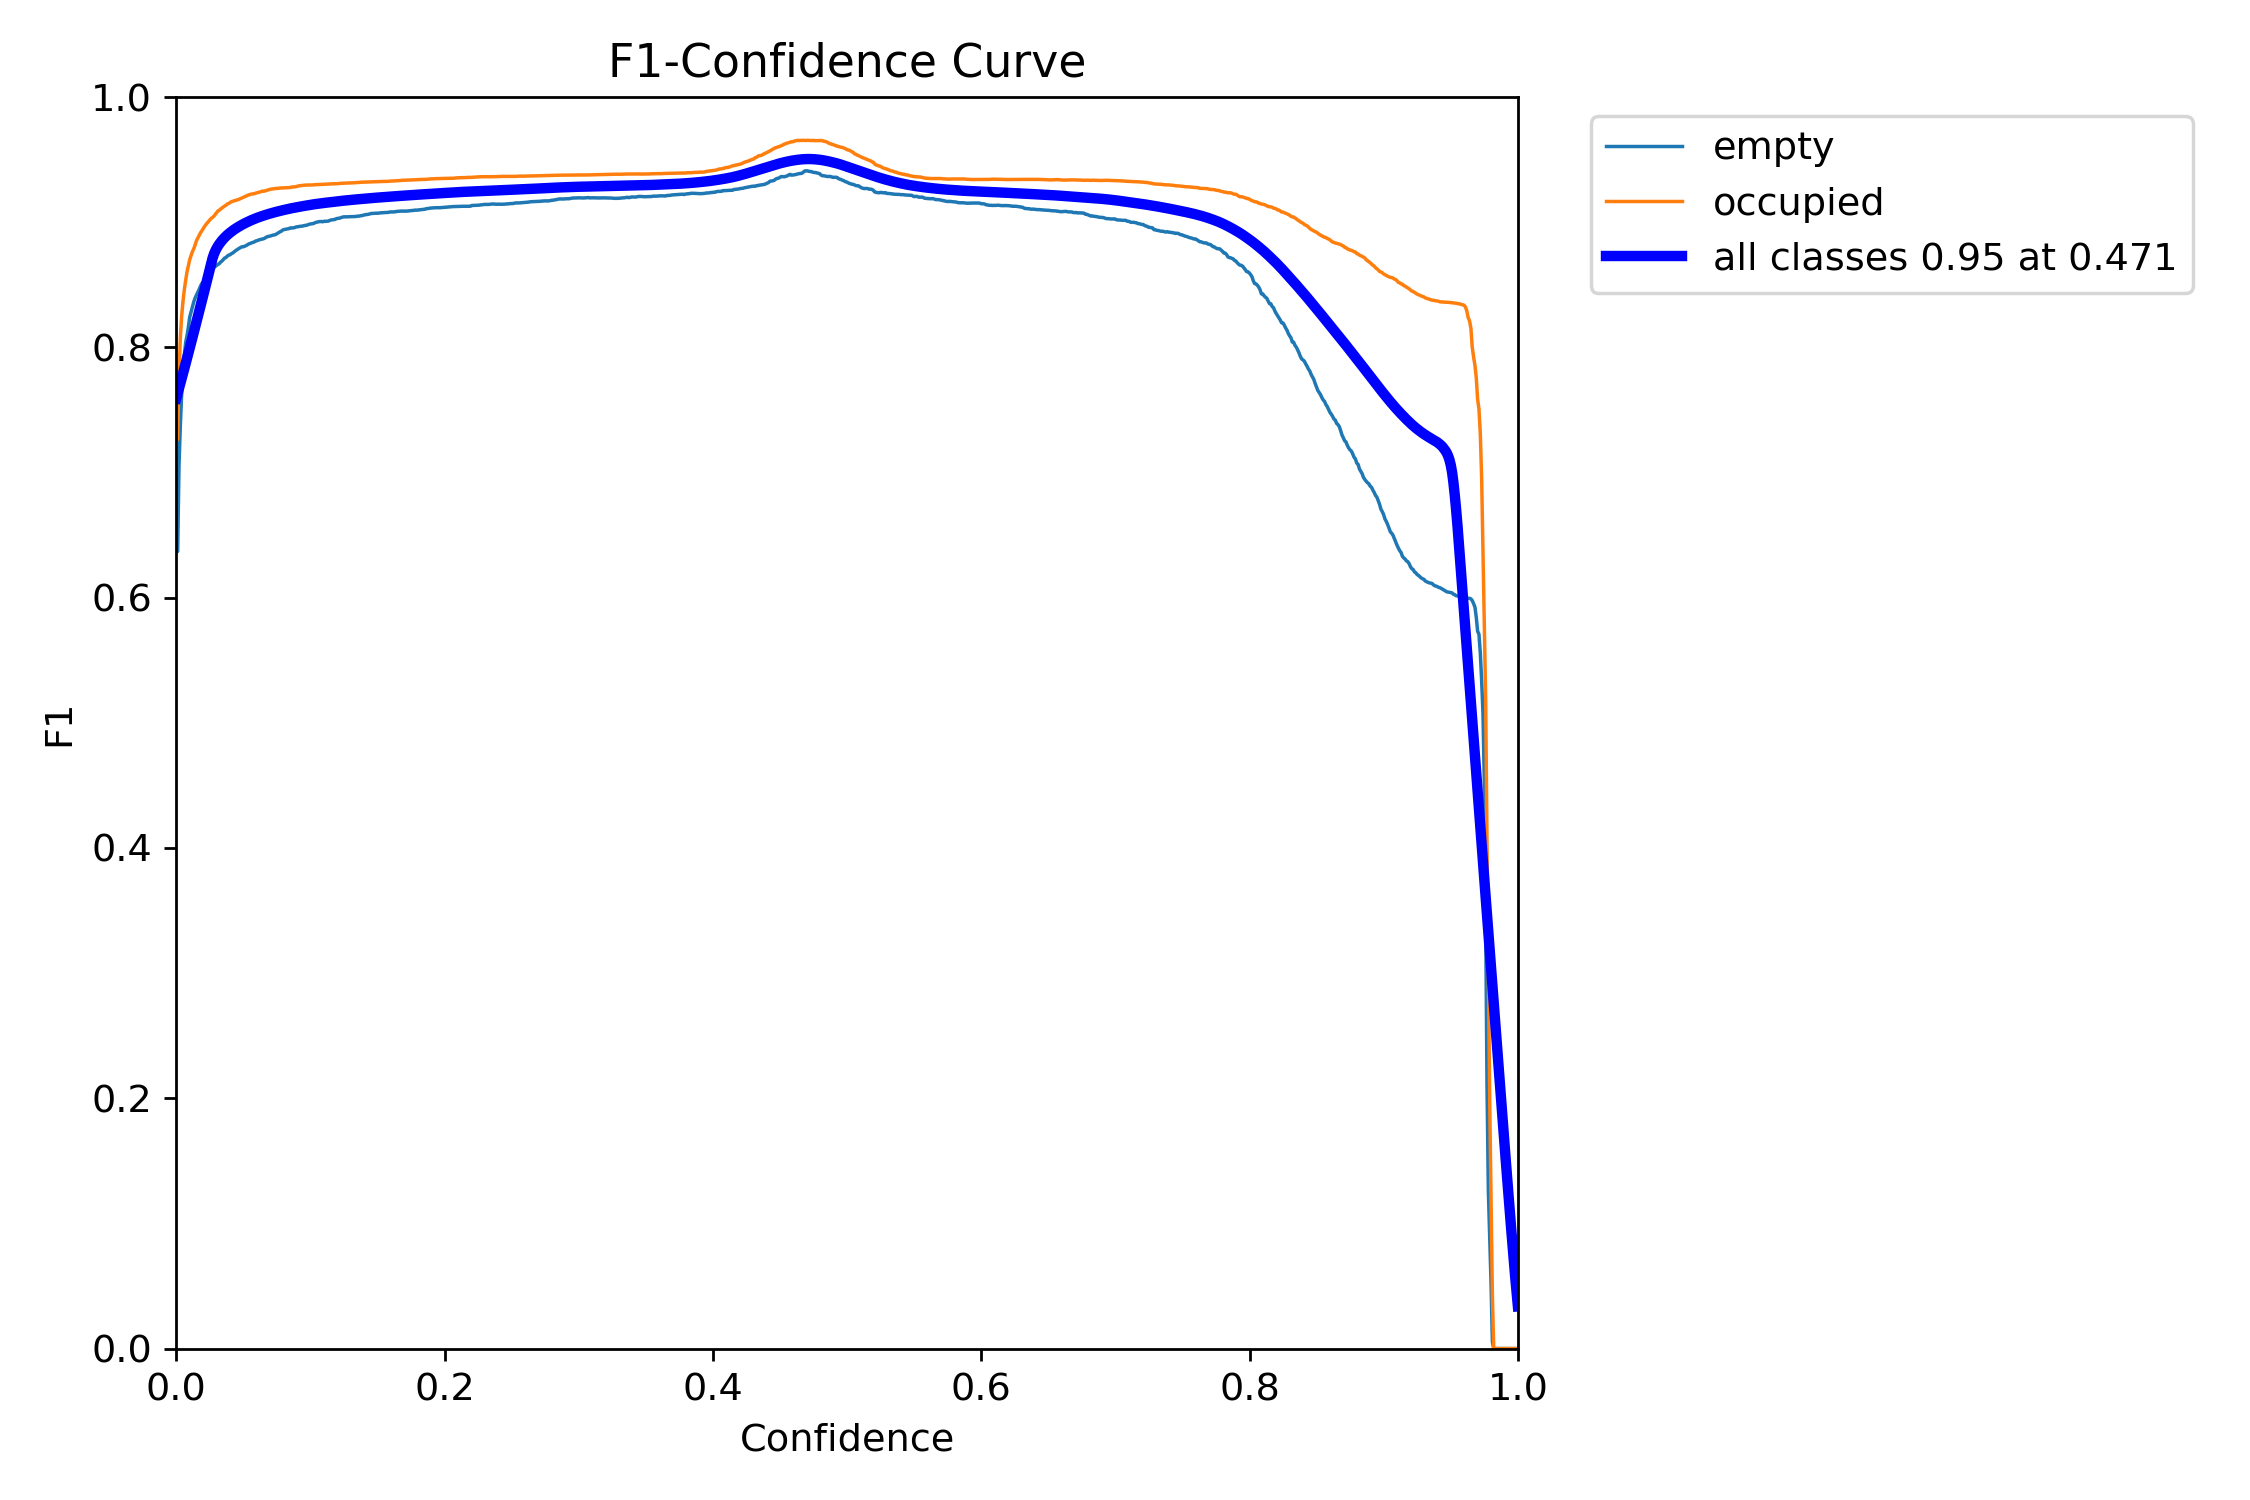 F1-Confidence Curve
1.0
0.8
0.6
0.4
0.2
0.0
F1
0.0 0.2 0.4 0.6 0.8 1.0
Confidence
empty
occupied
all classes 0.95 at 0.471